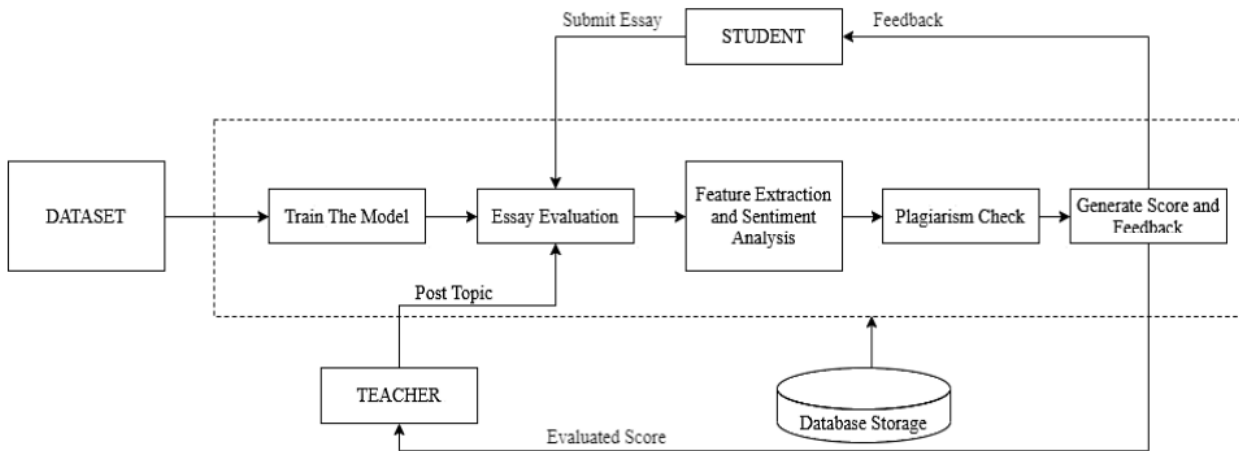 Submit Essay
STUDENT
Feedback
DATASET
Train The Model
Essay Evaluation
Feature Extraction
and Sentiment
Analysis
Plagiarism Check
Generate Score and
Feedback
Post Topic
TEACHER
Database Storage
Evaluated Score